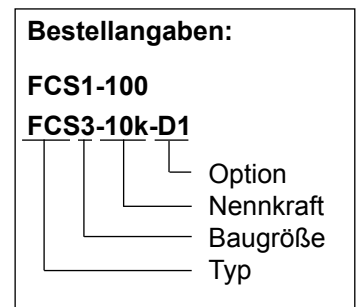 Bestellangaben:
FCS1-100
FCS3-10k-D1
Option
Nennkraft
Baugröße
Typ